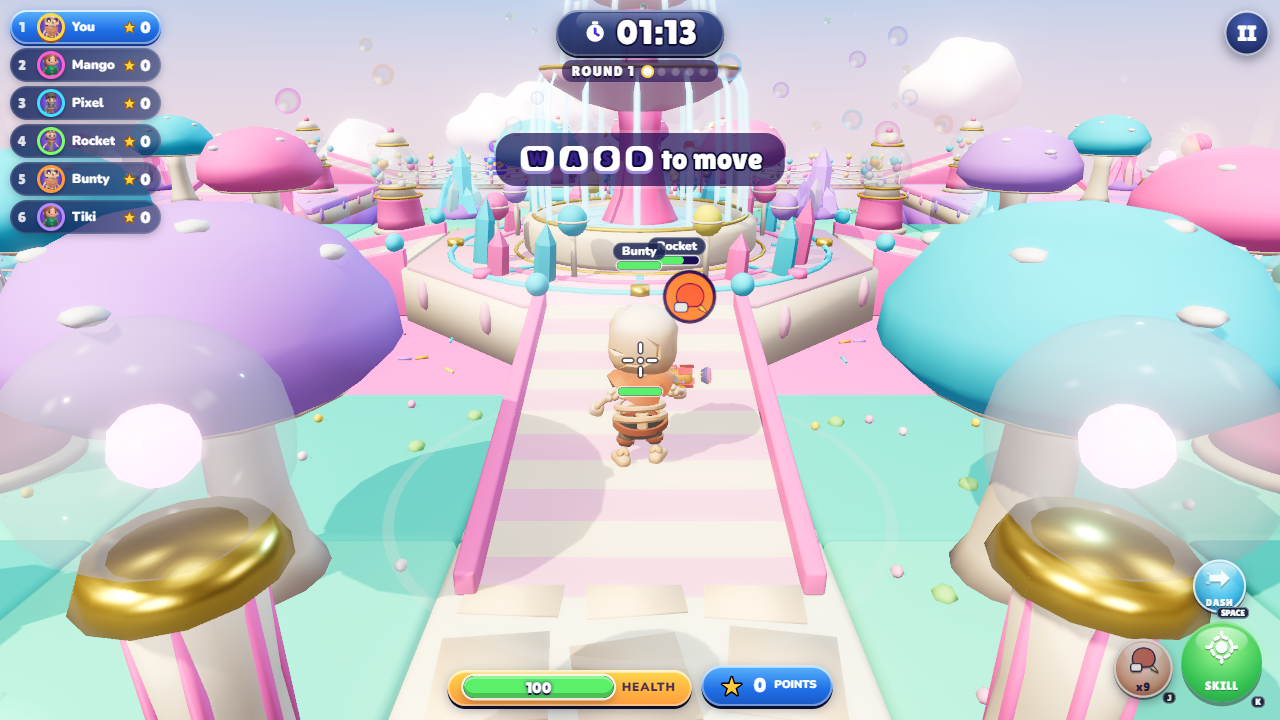 1 You 0
2 Mango 0
3 Pixel 0
4 Rocket 0
5 Bunty 0
6 Tiki 0
01:13
ROUND 1
W A S D to move
Bunty
Rocket
100 HEALTH
0 POINTS
DASH
SPACE
x9
J
SKILL
K